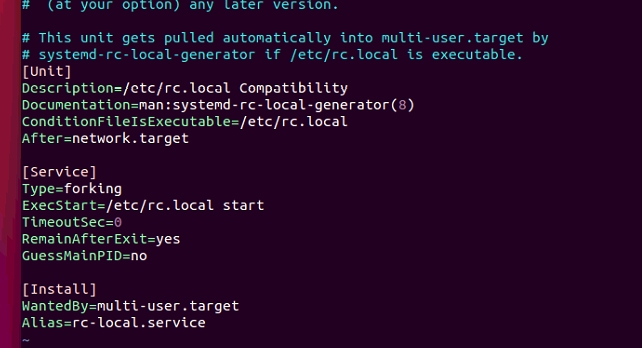 #  (at your option) any later version.
# This unit gets pulled automatically into multi-user.target by
# systemd-rc-local-generator if /etc/rc.local is executable.
[Unit]
Description=/etc/rc.local Compatibility
Documentation=man:systemd-rc-local-generator(8)
ConditionFileIsExecutable=/etc/rc.local
After=network.target
[Service]
Type=forking
ExecStart=/etc/rc.local start
TimeoutSec=0
RemainAfterExit=yes
GuessMainPID=no
[Install]
WantedBy=multi-user.target
Alias=rc-local.service
~